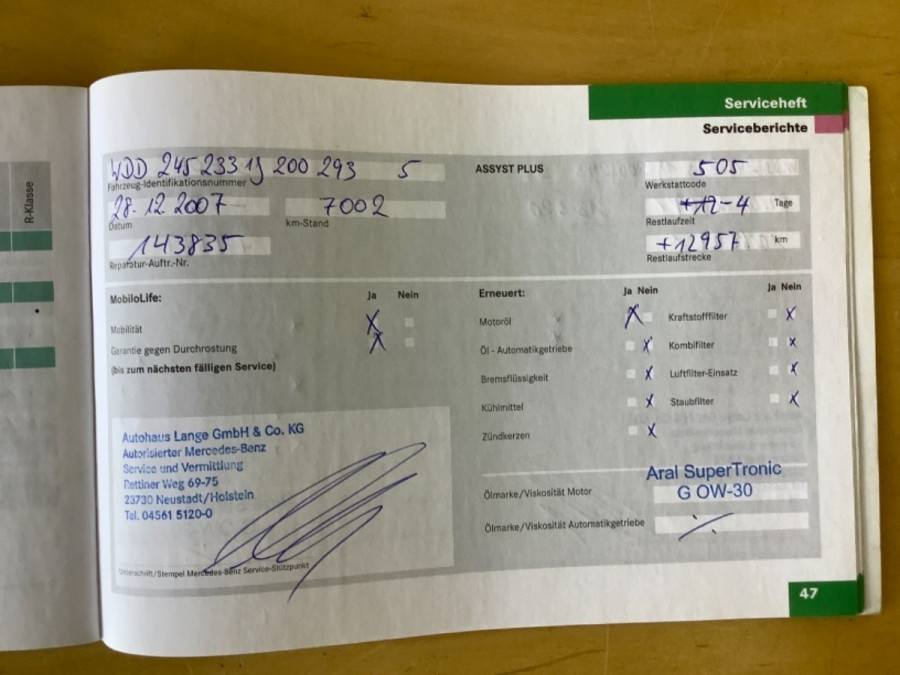 Serviceheft
Serviceberichte
R-Klasse
WDD 245 233 1J 200 293 5
Fahrzeug-Identifikationsnummer
28.12.2007
Datum
7002
km-Stand
143835
Reparatur-Auftr.-Nr.
ASSYST PLUS
505
Werkstattcode
+12-4 Tage
Restlaufzeit
+12957 km
Restlaufstrecke
MobiloLife: Ja Nein
Mobilität X
Garantie gegen Durchrostung X
(bis zum nächsten fälligen Service)
Erneuert: Ja Nein
Motoröl X
Öl - Automatikgetriebe X
Bremsflüssigkeit X
Kühlmittel X
Zündkerzen X
Ja Nein
Kraftstofffilter X
Kombifilter X
Luftfilter-Einsatz X
Staubfilter X
Autohaus Lange GmbH & Co. KG
Autorisierter Mercedes-Benz
Service und Vermittlung
Rettiner Weg 69-75
23730 Neustadt/Holstein
Tel. 04561 5120-0
Unterschrift/Stempel Mercedes-Benz Service-Stützpunkt
Aral SuperTronic
Ölmarke/Viskosität Motor G OW-30
Ölmarke/Viskosität Automatikgetriebe
47